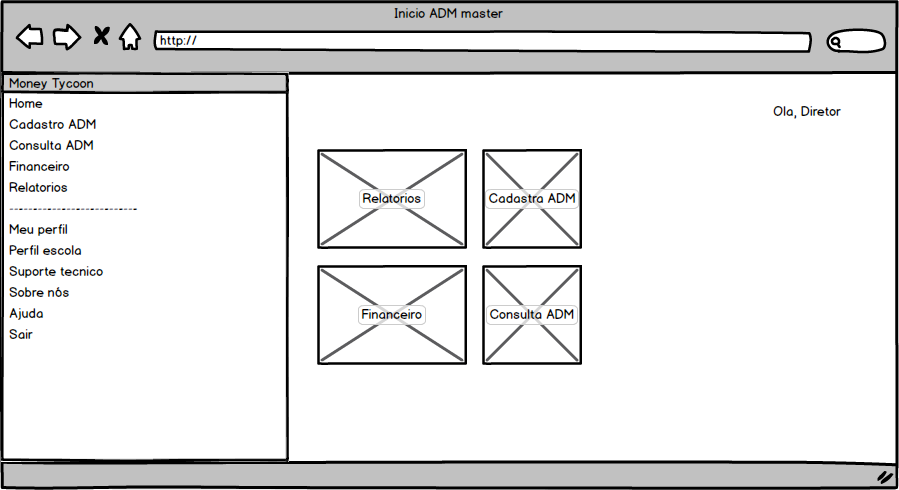 Inicio ADM master
http://
Money Tycoon
Home
Cadastro ADM
Consulta ADM
Financeiro
Relatorios
---------------------------
Meu perfil
Perfil escola
Suporte tecnico
Sobre nós
Ajuda
Sair
Ola, Diretor
Relatorios
Cadastra ADM
Financeiro
Consulta ADM